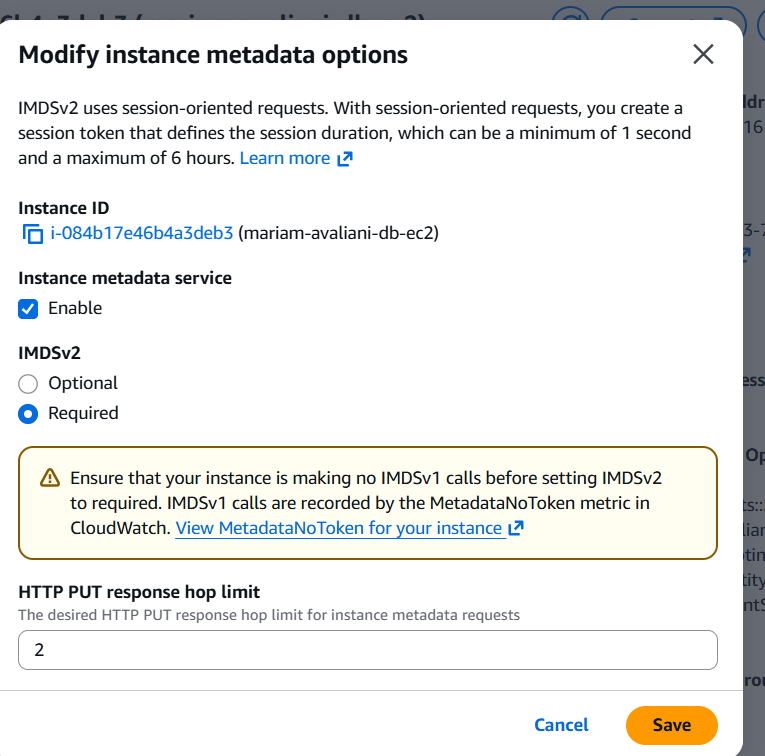 Modify instance metadata options
IMDSv2 uses session-oriented requests. With session-oriented requests, you create a
session token that defines the session duration, which can be a minimum of 1 second
and a maximum of 6 hours. Learn more
Instance ID
i-084b17e46b4a3deb3 (mariam-avaliani-db-ec2)
Instance metadata service
Enable
IMDSv2
Optional
Required
Ensure that your instance is making no IMDSv1 calls before setting IMDSv2
to required. IMDSv1 calls are recorded by the MetadataNoToken metric in
CloudWatch. View MetadataNoToken for your instance
HTTP PUT response hop limit
The desired HTTP PUT response hop limit for instance metadata requests
2
Cancel
Save